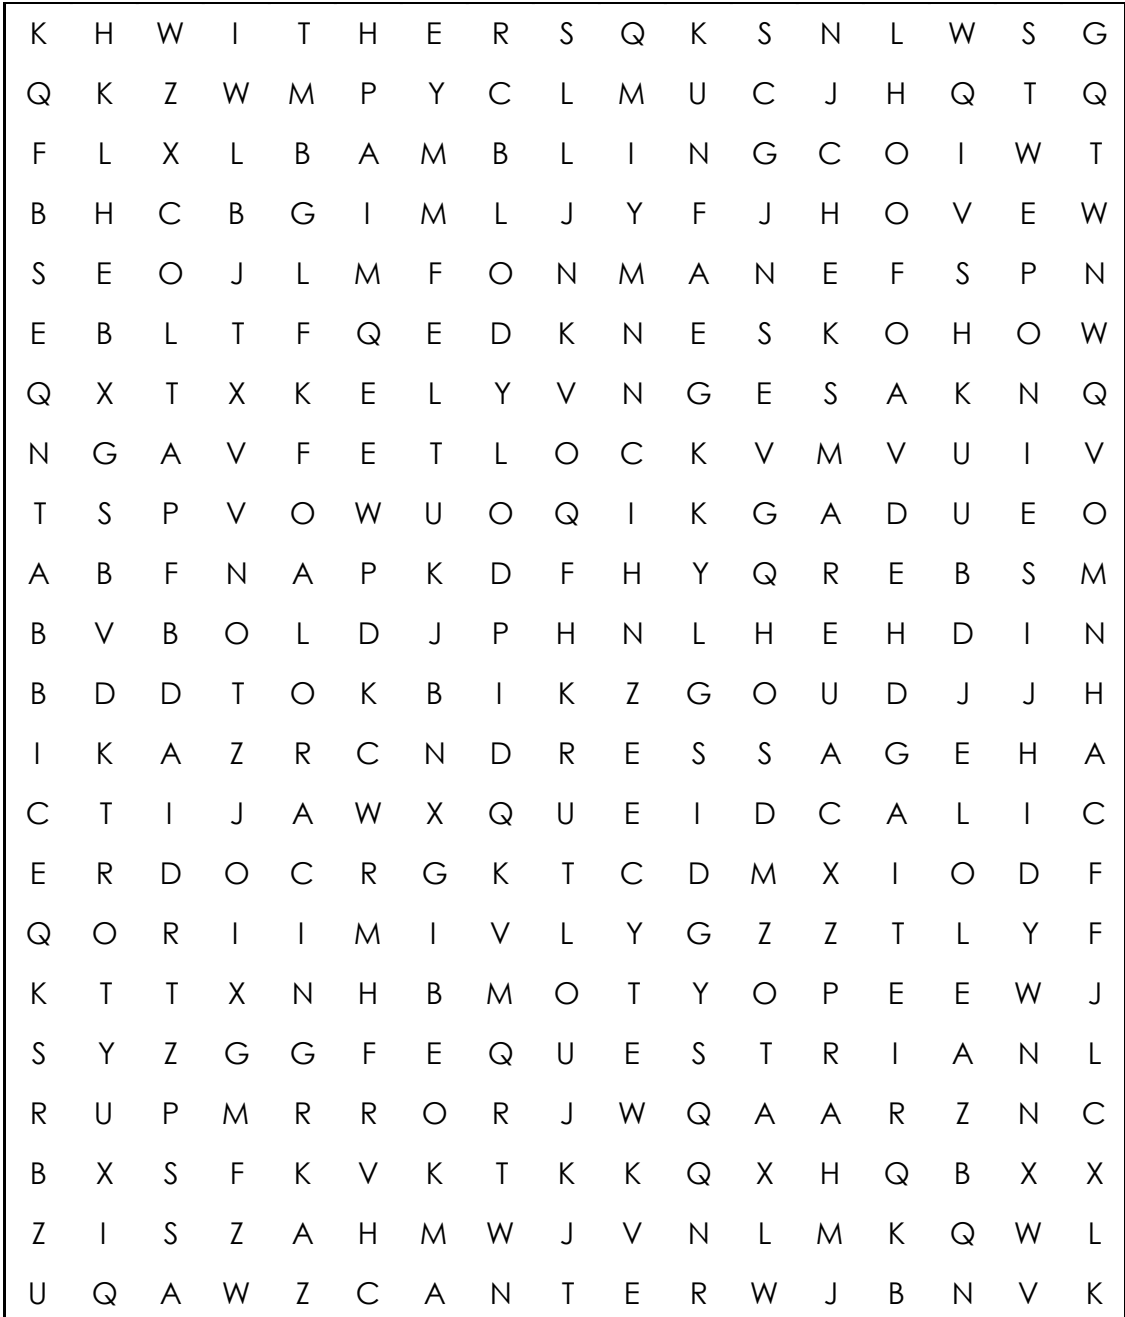 K H W I T H E R S Q K S N L W S G
Q K Z W M P Y C L M U C J H Q T Q
F L X L B A M B L I N G C O I W T
B H C B G I M L J Y F J H O V E W
S E O J L M F O N M A N E F S P N
E B L T F Q E D K N E S K O H O W
Q X T X K E L Y V N G E S A K N Q
N G A V F E T L O C K V M V U I V
T S P V O W U O Q I K G A D U E O
A B F N A P K D F H Y Q R E B S M
B V B O L D J P H N L H E H D I N
B D D T O K B I K Z G O U D J J H
I K A Z R C N D R E S S A G E H A
C T I J A W X Q U E I D C A L I C
E R D O C R G K T C D M X I O D F
Q O R I I M I V L Y G Z Z T L Y F
K T T X N H B M O T Y O P E E W J
S Y Z G G F E Q U E S T R I A N L
R U P M R R O R J W Q A A R Z N C
B X S F K V K T K K Q X H Q B X X
Z I S Z A H M W J V N L M K Q W L
U Q A W Z C A N T E R W J B N V K